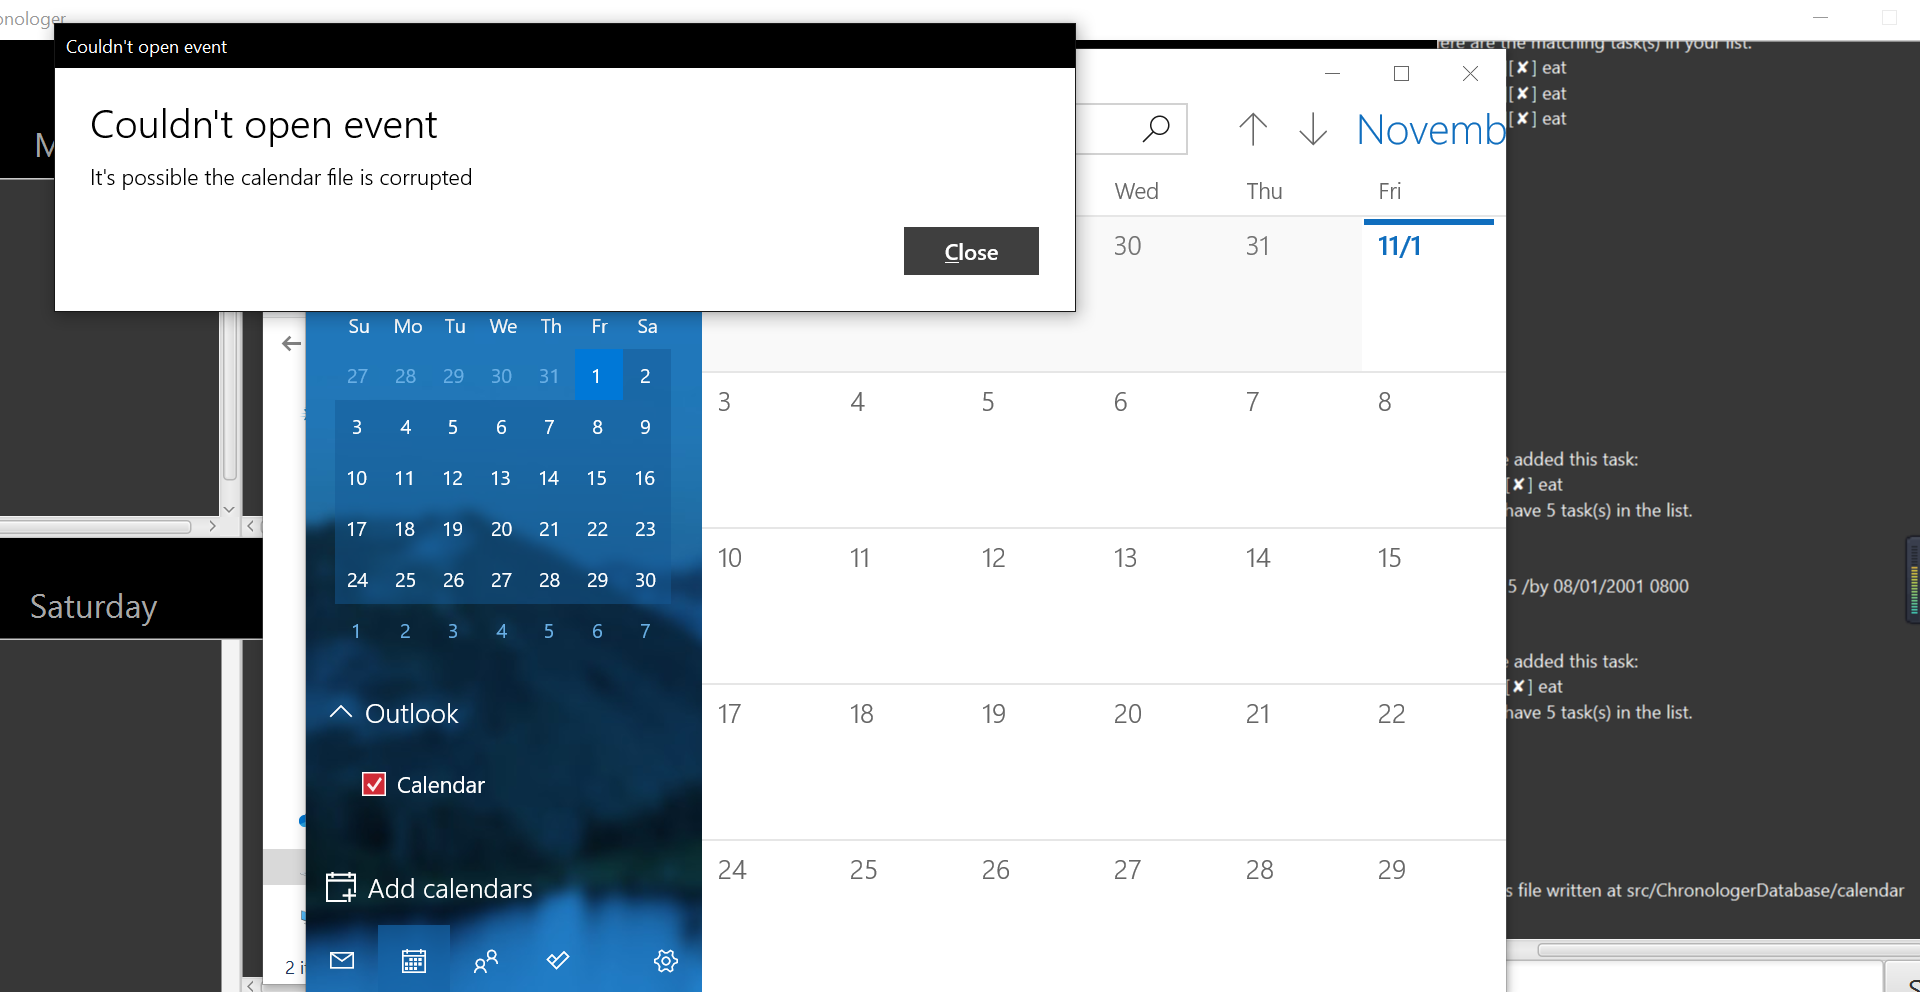 onologer
Couldn't open event
Couldn't open event
It's possible the calendar file is corrupted
Close
M
Saturday
Su Mo Tu We Th Fr Sa
27 28 29 30 31 1 2
3 4 5 6 7 8 9
10 11 12 13 14 15 16
17 18 19 20 21 22 23
24 25 26 27 28 29 30
1 2 3 4 5 6 7
Outlook
Calendar
Add calendars
2 i
Novemb
Wed Thu Fri
30 31 11/1
3 4 5 6 7 8
10 11 12 13 14 15
17 18 19 20 21 22
24 25 26 27 28 29
ere are the matching task(s) in your list.
[✘] eat
[✘] eat
[✘] eat
added this task:
[✘] eat
have 5 task(s) in the list.
5 /by 08/01/2001 0800
added this task:
[✘] eat
have 5 task(s) in the list.
s file written at src/ChronologerDatabase/calendar